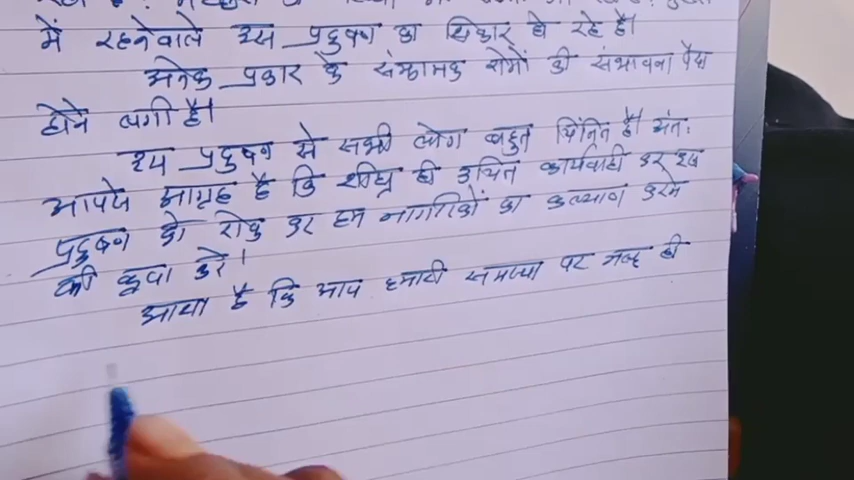 में रहनेवाले इस प्रदुषण का शिकार हो रहे है।
अनेक प्रकार के संक्रामक रोगों की संभावना पैदा
होने लगी है।
इस प्रदुषण से सभी लोग बहुत चिंतित है। अंत:
आपसे आग्रह है कि शीघ्र ही उचित कार्यवाही कर इस
प्रदुषण को रोक कर हम नागरिकों का कल्याण करने
की कृपा करे।
आशा है कि आप हमारी समस्या पर जल्द ही